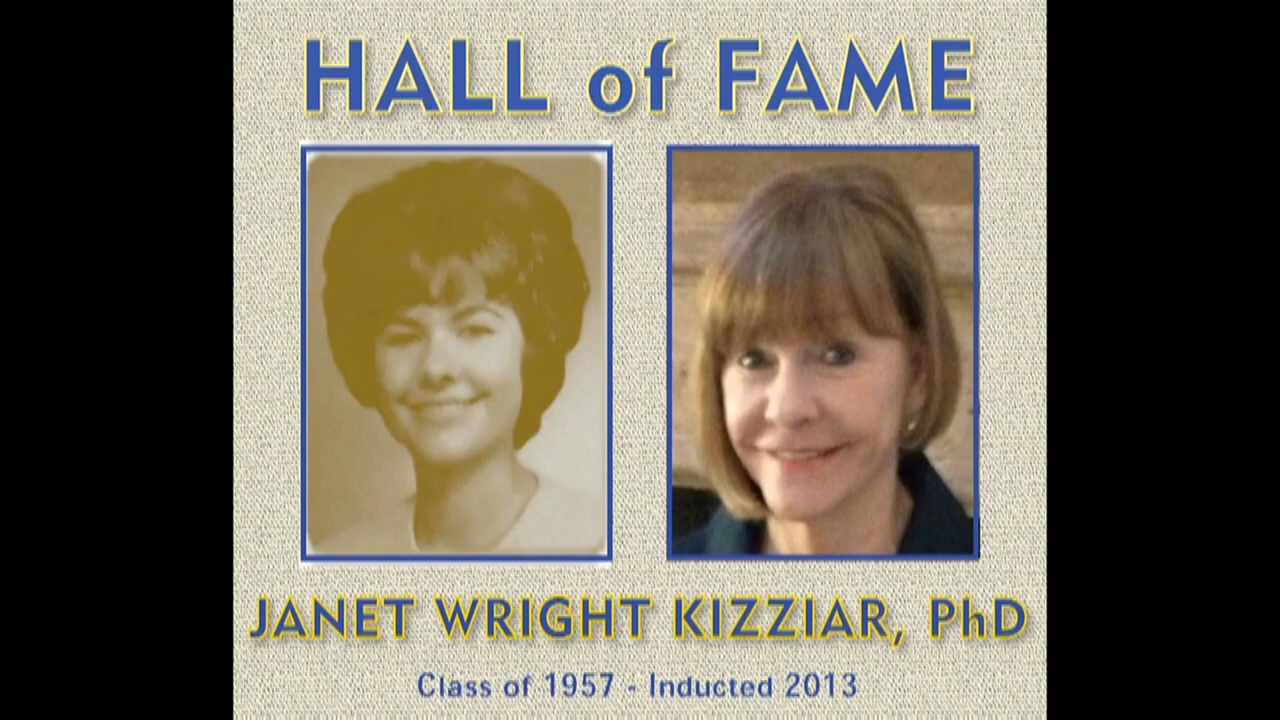 HALL of FAME
JANET WRIGHT KIZZIAR, PhD
Class of 1957 - Inducted 2013